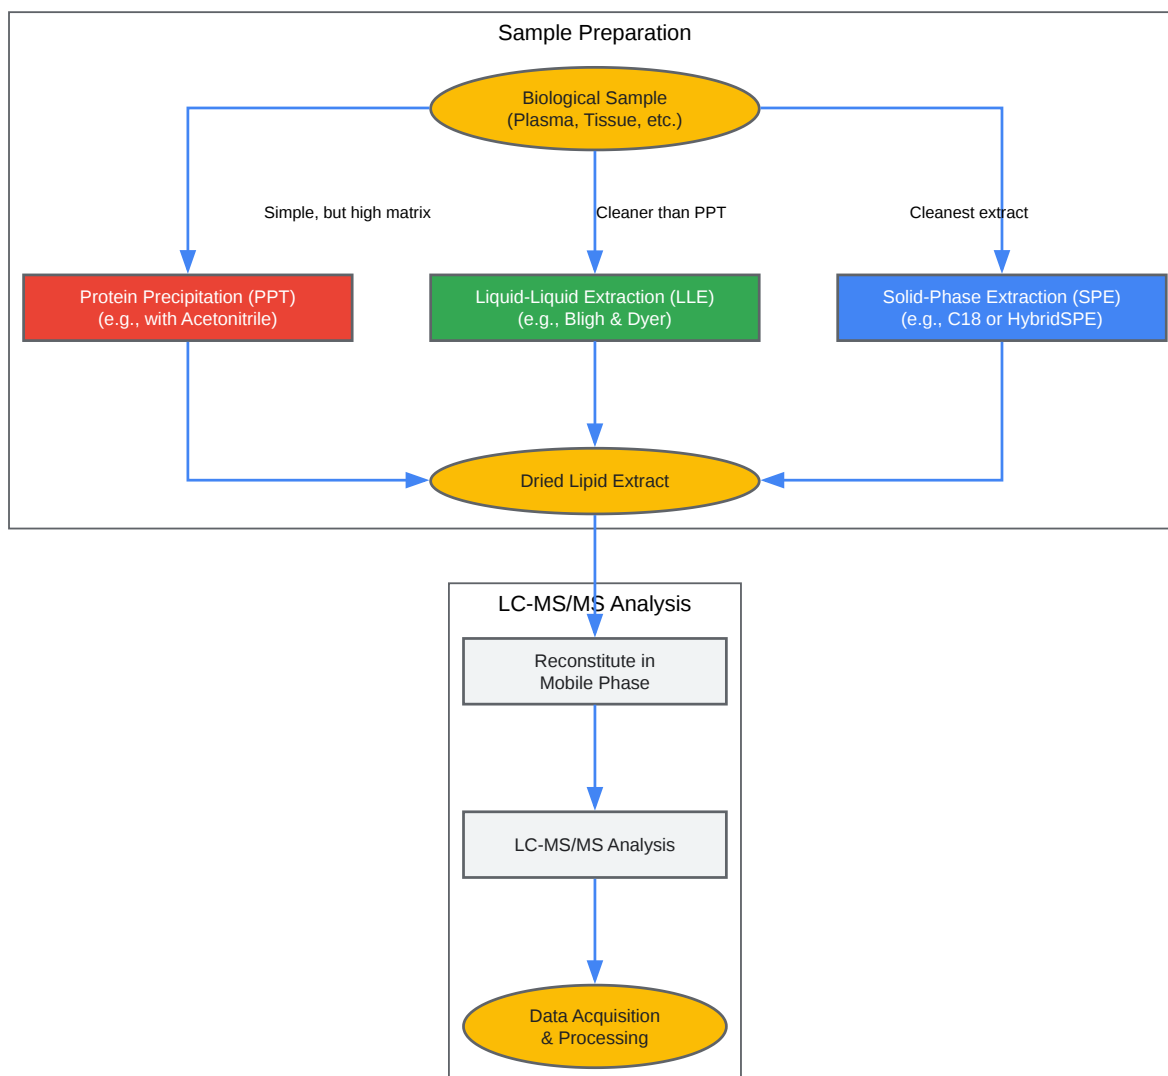 Sample Preparation
Biological Sample
(Plasma, Tissue, etc.)
Simple, but high matrix
Cleaner than PPT
Cleanest extract
Protein Precipitation (PPT)
(e.g., with Acetonitrile)
Liquid-Liquid Extraction (LLE)
(e.g., Bligh & Dyer)
Solid-Phase Extraction (SPE)
(e.g., C18 or HybridSPE)
Dried Lipid Extract
LC-MS/MS Analysis
Reconstitute in
Mobile Phase
LC-MS/MS Analysis
Data Acquisition
& Processing